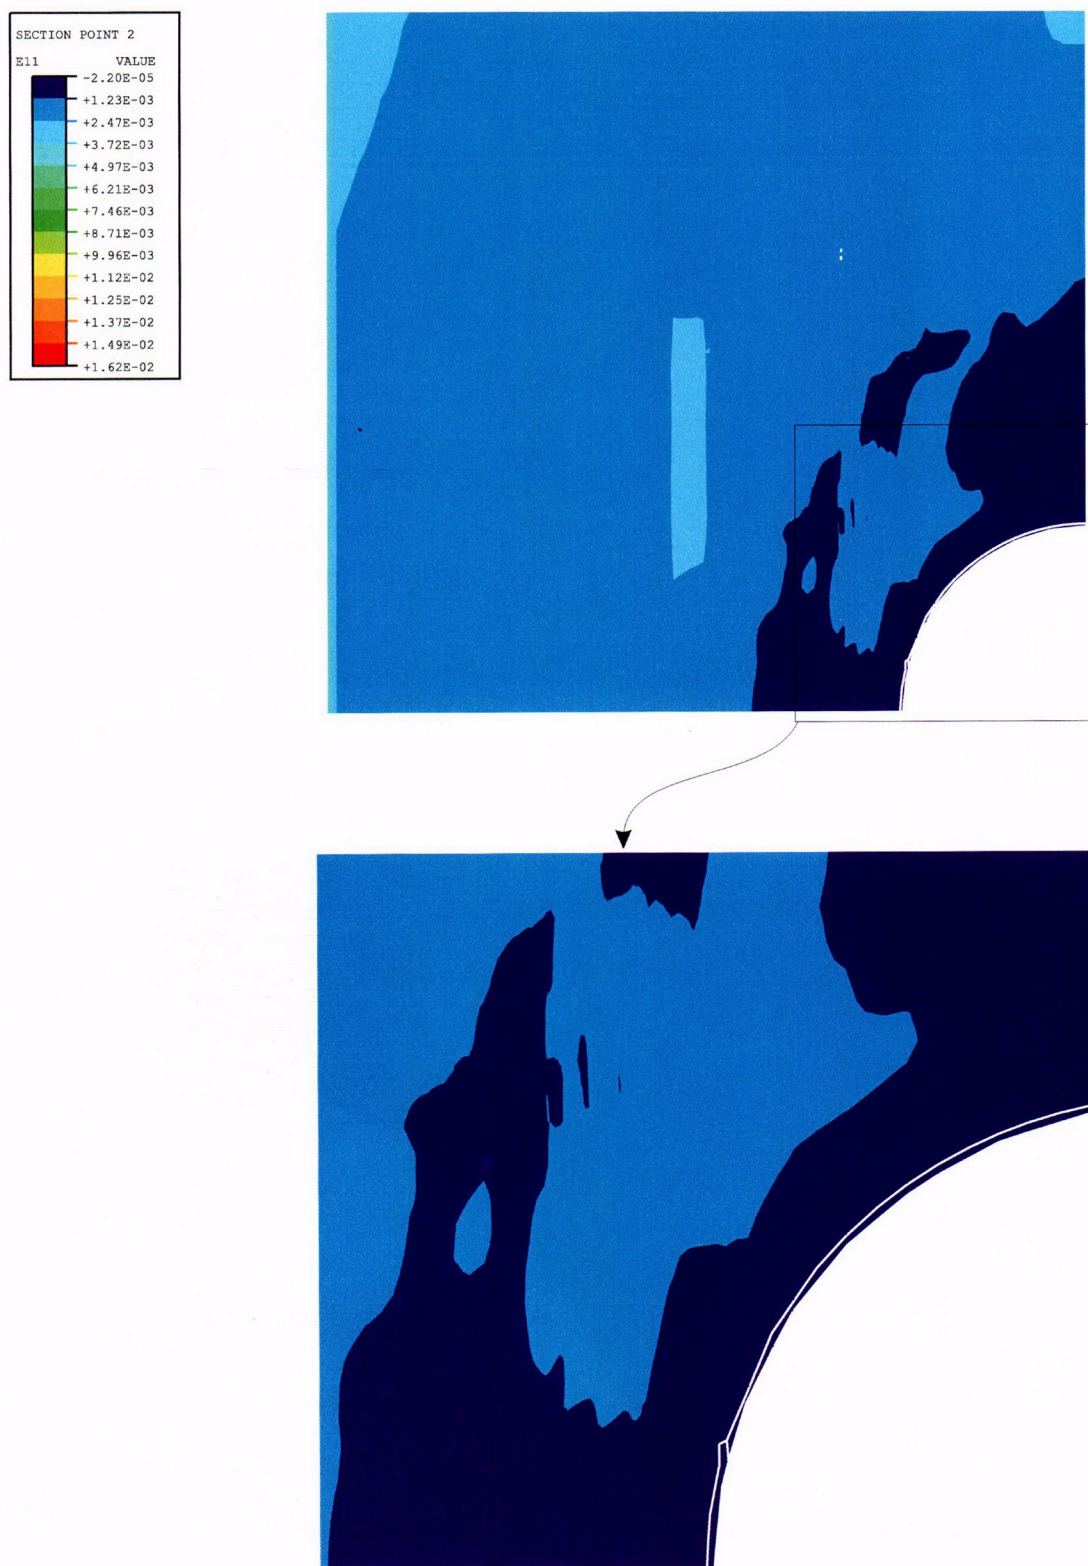 SECTION POINT 2
E11 VALUE
-2.20E-05
+1.23E-03
+2.47E-03
+3.72E-03
+4.97E-03
+6.21E-03
+7.46E-03
+8.71E-03
+9.96E-03
+1.12E-02
+1.25E-02
+1.37E-02
+1.49E-02
+1.62E-02